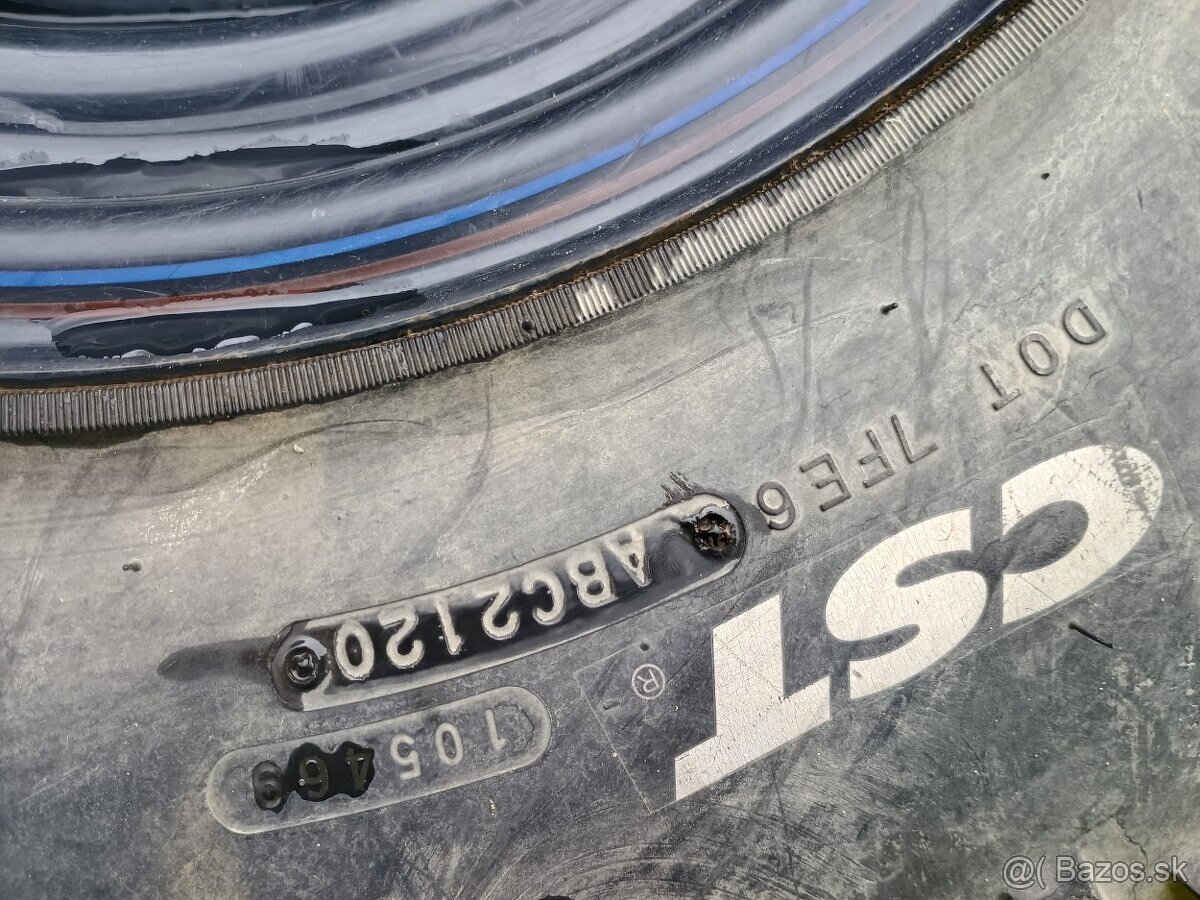 DOT 7FE6 ABC2120
CST®
105 469
@( Bazos.sk